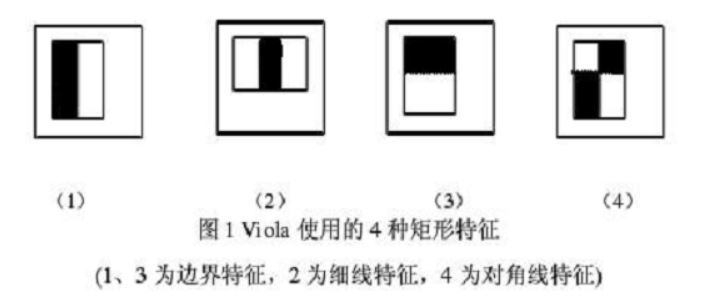 （1） （2） （3） （4）
图 1 Viola 使用的 4 种矩形特征
(1、3 为边界特征，2 为细线特征，4 为对角线特征)